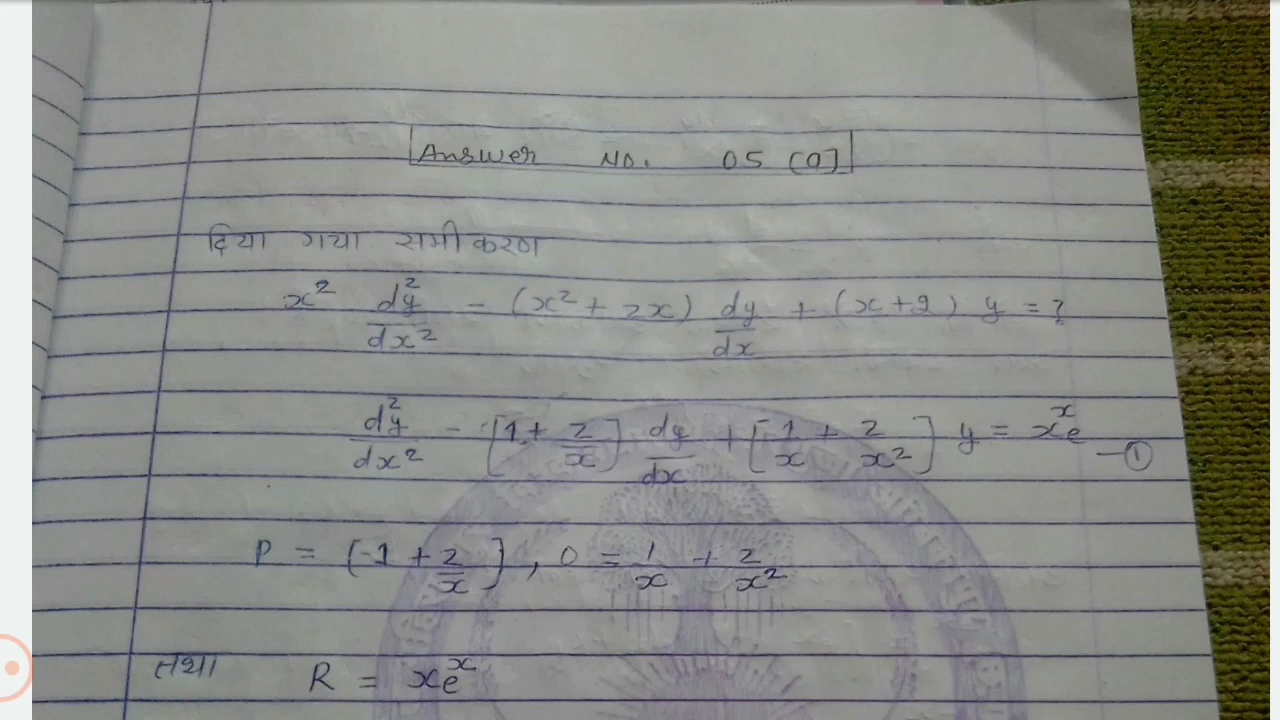 Answer NO. 05 (a]
दिया गया समीकरण
x² d²y/dx² - (x² + 2x) dy/dx + (x+2) y = ?
d²y/dx² - [1 + 2/x] dy/dx + [1/x + 2/x²] y = xeˣ —①
P = (-1 + 2/x], 0 = 1/x + 2/x²
तथा R = xeˣ